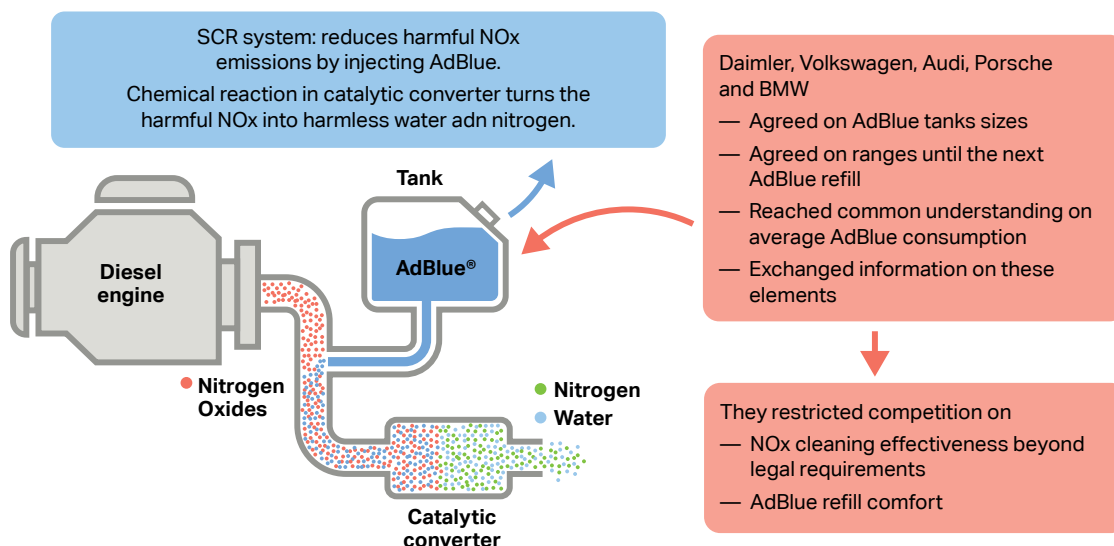 SCR system: reduces harmful NOx
emissions by injecting AdBlue.
Chemical reaction in catalytic converter turns the
harmful NOx into harmless water adn nitrogen.
Daimler, Volkswagen, Audi, Porsche
and BMW
— Agreed on AdBlue tanks sizes
— Agreed on ranges until the next
AdBlue refill
— Reached common understanding on
average AdBlue consumption
— Exchanged information on these
elements
Tank
AdBlue®
Diesel
engine
Nitrogen
Oxides
Nitrogen
Water
Catalytic
converter
They restricted competition on
— NOx cleaning effectiveness beyond
legal requirements
— AdBlue refill comfort